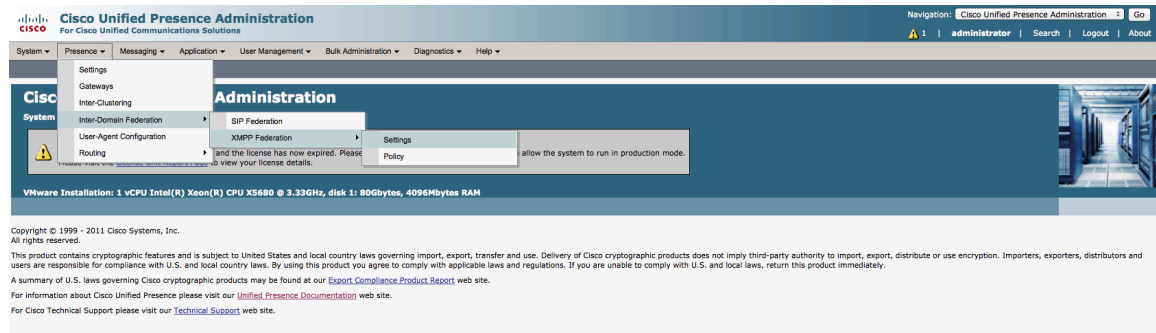 CISCO
Cisco Unified Presence Administration
For Cisco Unified Communications Solutions
Navigation: Cisco Unified Presence Administration Go
1 | administrator | Search | Logout | About
System Presence Messaging Application User Management Bulk Administration Diagnostics Help
Settings
Gateways
Inter-Clustering
Inter-Domain Federation
User-Agent Configuration
Routing
SIP Federation
XMPP Federation
Settings
Policy
Cisc Administration
System
and the license has now expired. Please allow the system to run in production mode.
to view your license details.
VMware Installation: 1 vCPU Intel(R) Xeon(R) CPU X5680 @ 3.33GHz, disk 1: 80Gbytes, 4096Mbytes RAM
Copyright © 1999 - 2011 Cisco Systems, Inc.
All rights reserved.
This product contains cryptographic features and is subject to United States and local country laws governing import, export, transfer and use. Delivery of Cisco cryptographic products does not imply third-party authority to import, export, distribute or use encryption. Importers, exporters, distributors and
users are responsible for compliance with U.S. and local country laws. By using this product you agree to comply with applicable laws and regulations. If you are unable to comply with U.S. and local laws, return this product immediately.
A summary of U.S. laws governing Cisco cryptographic products may be found at our Export Compliance Product Report web site.
For information about Cisco Unified Presence please visit our Unified Presence Documentation web site.
For Cisco Technical Support please visit our Technical Support web site.